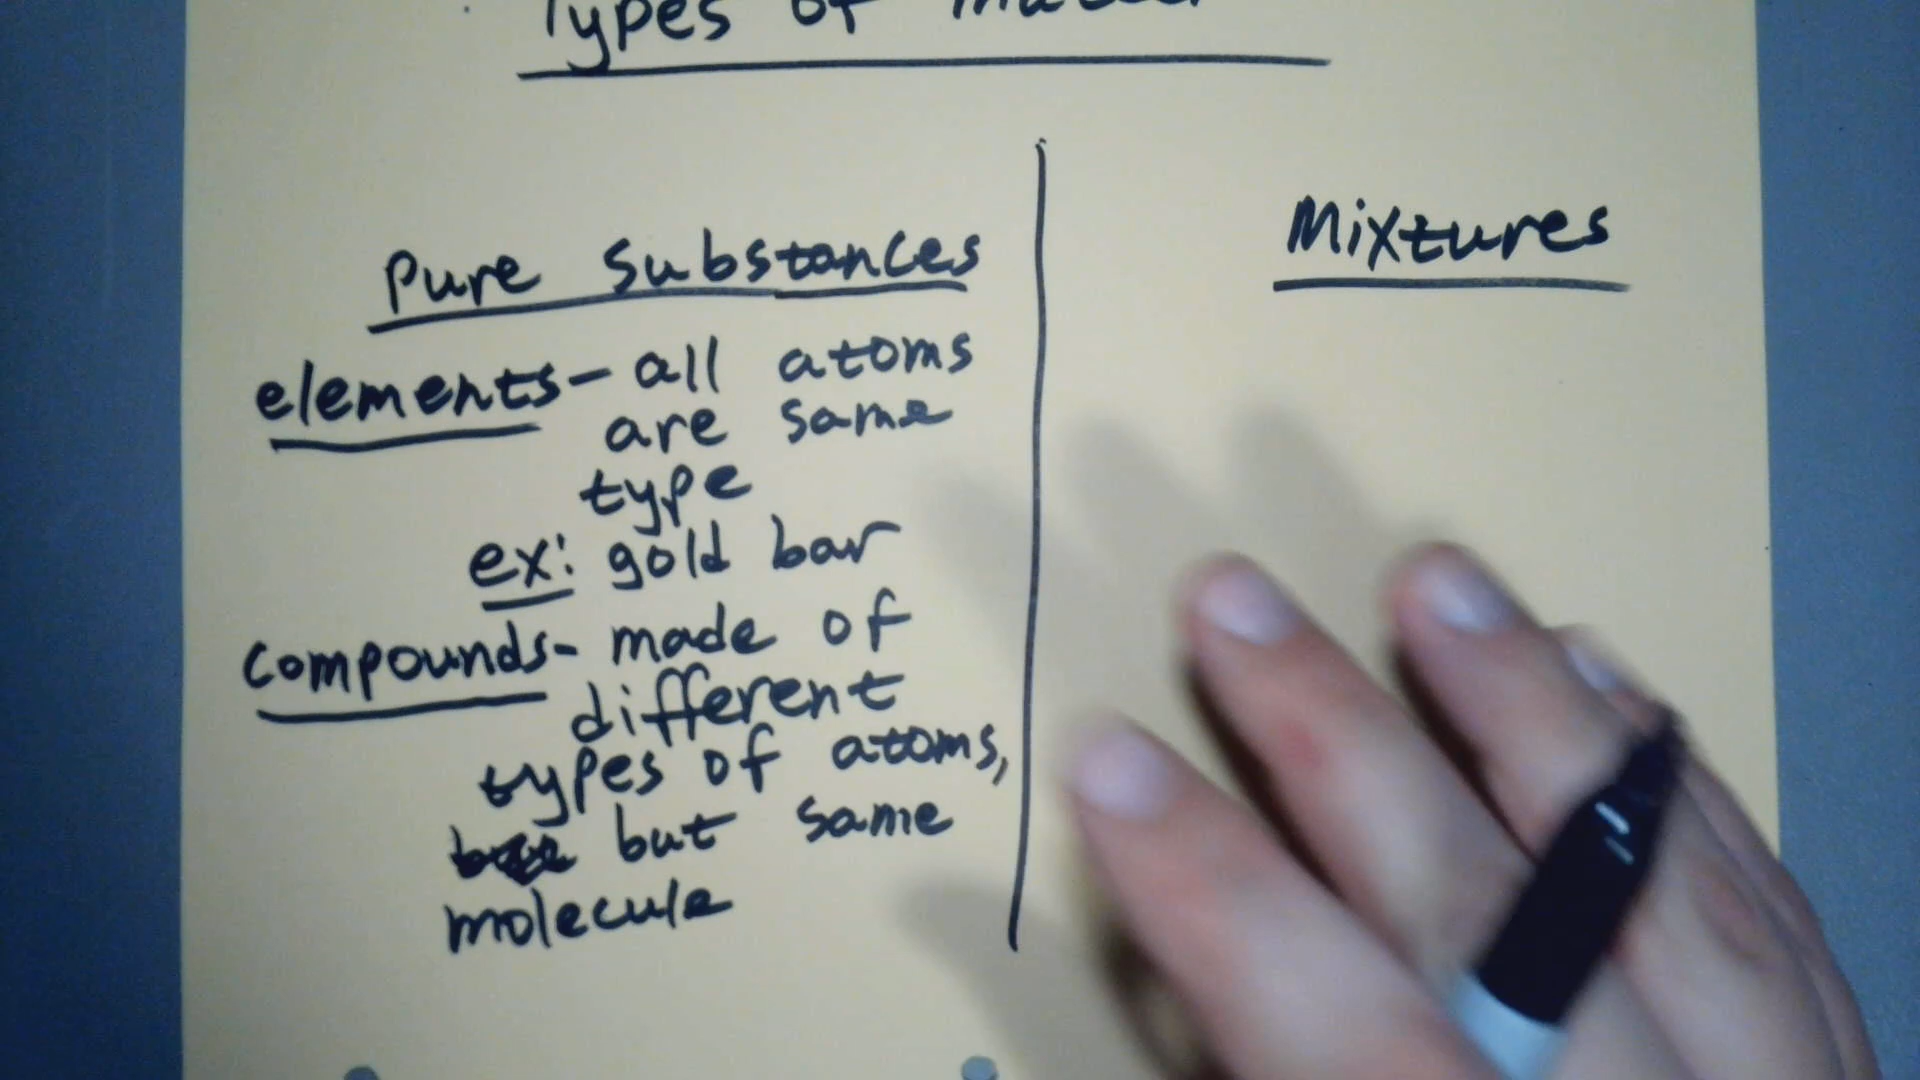 Types of matter
Pure Substances
elements - all atoms
are same
type
ex: gold bar
compounds - made of
different
types of atoms,
but same
molecule
Mixtures